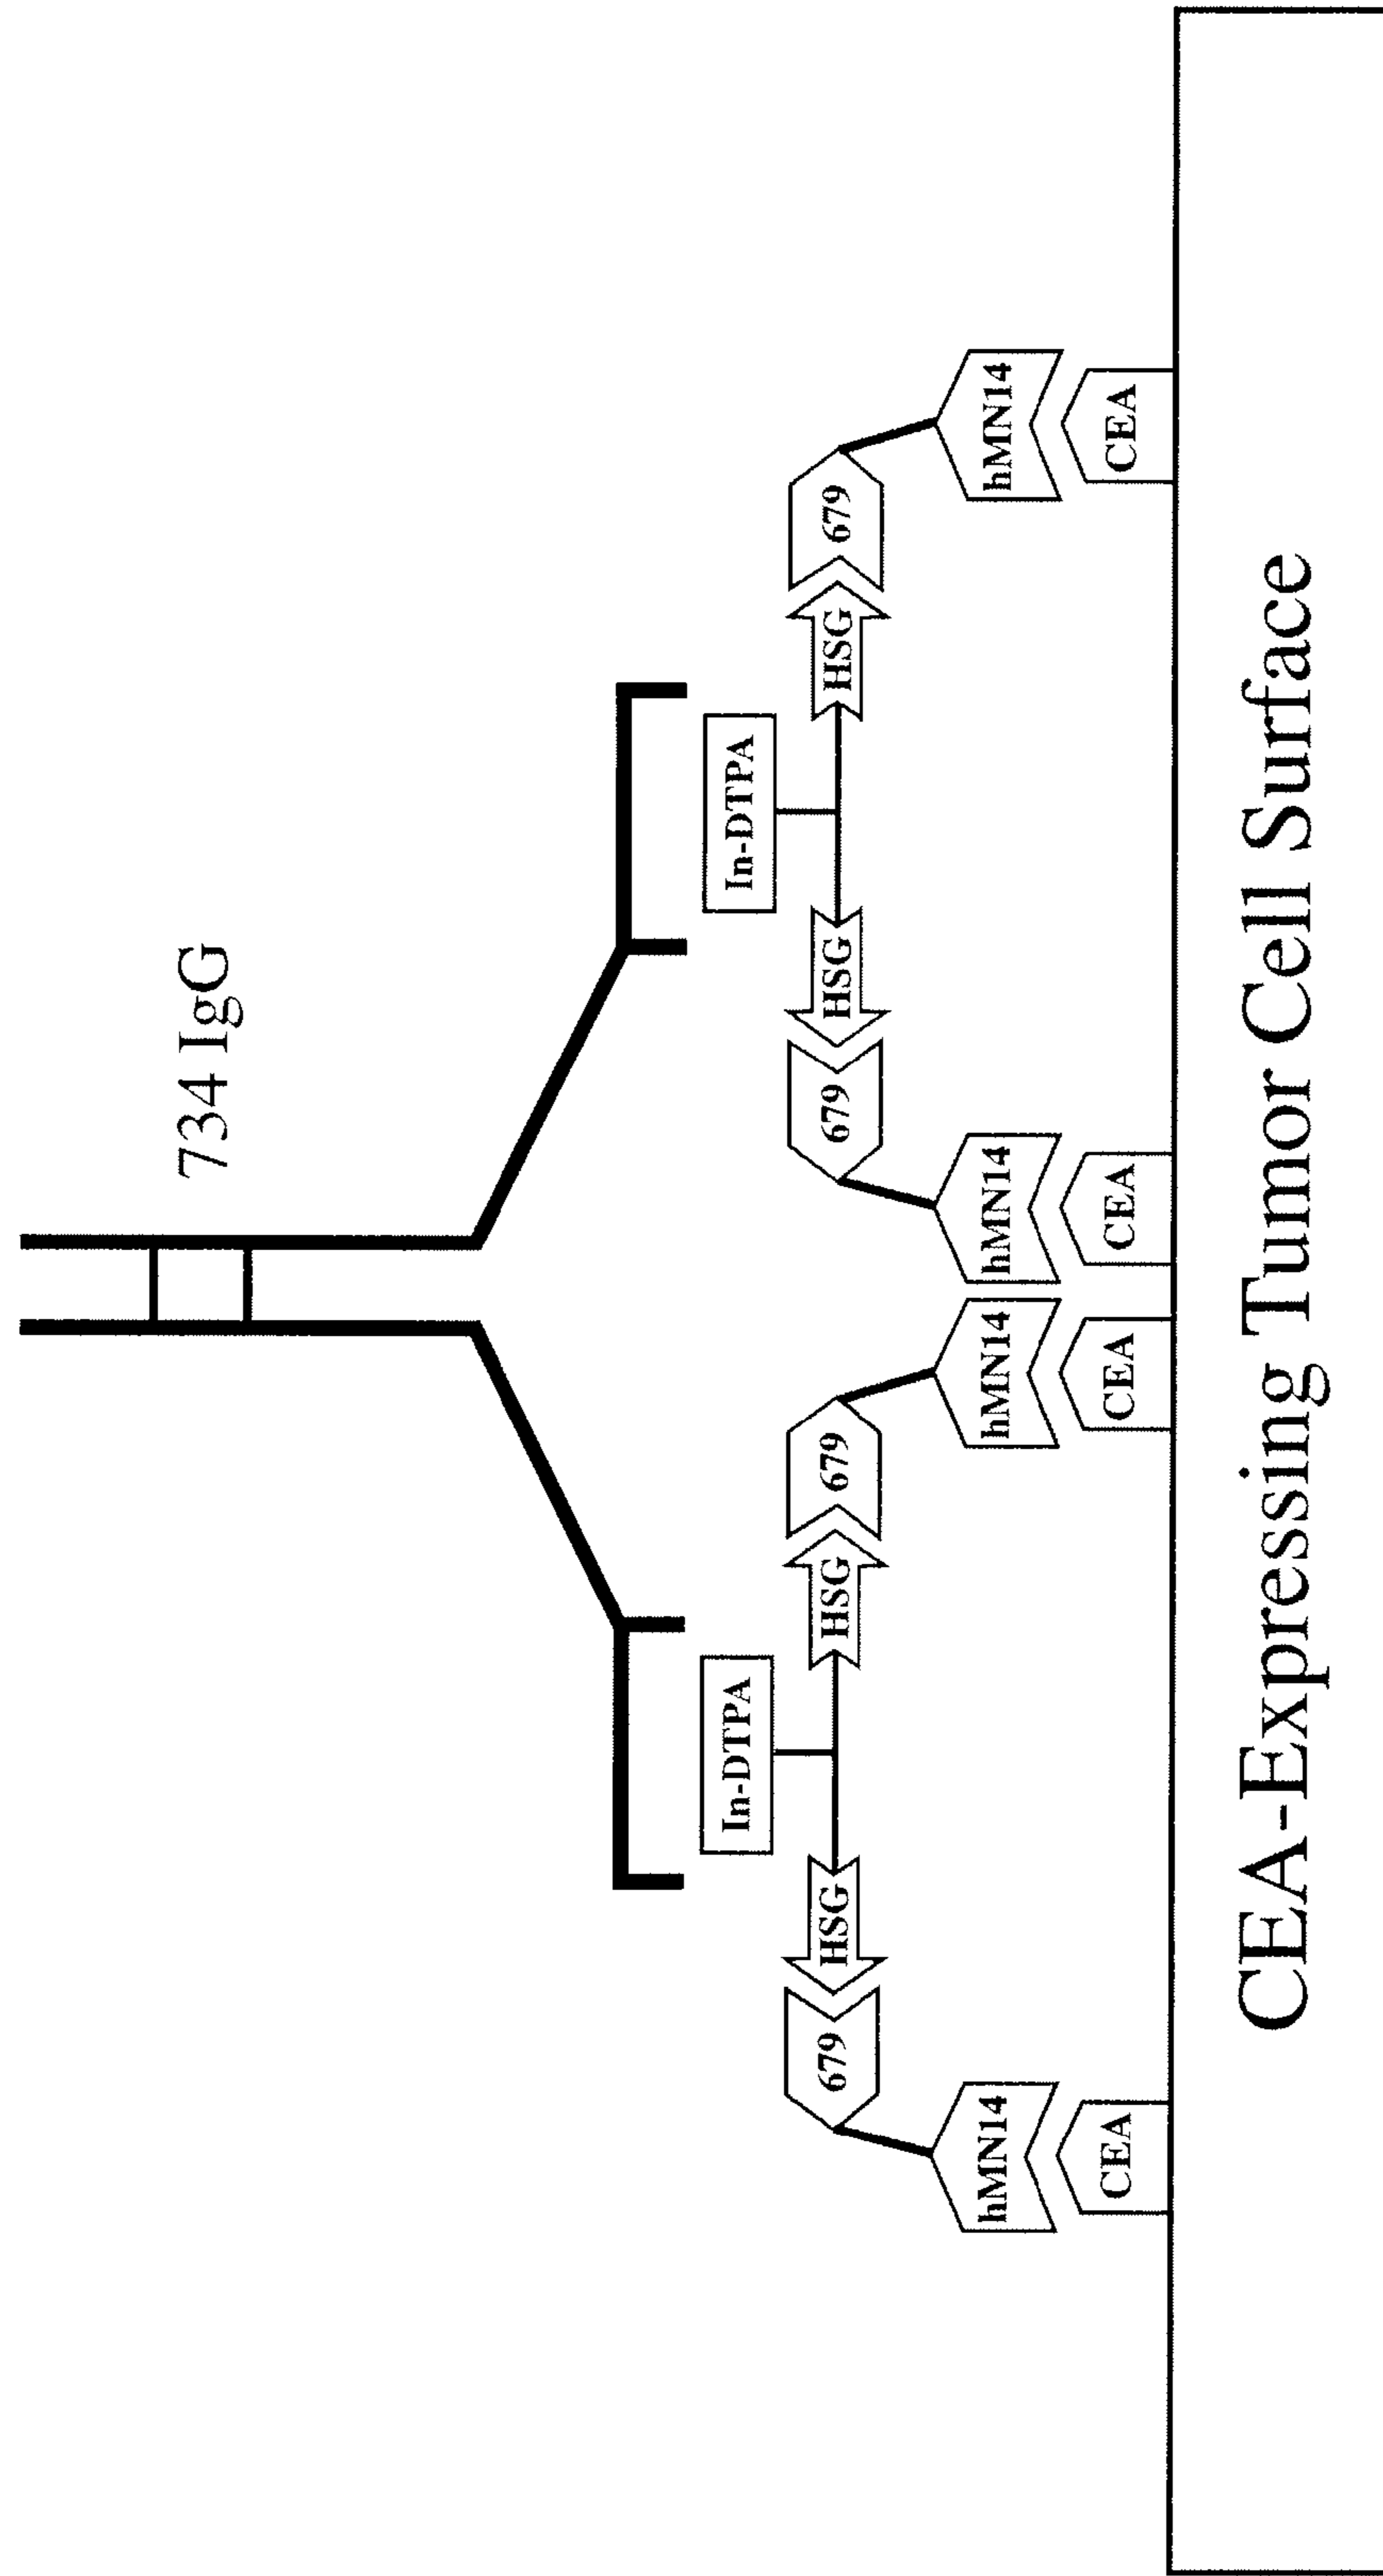 734 IgG
In-DTPA In-DTPA
679 HSG HSG 679 679 HSG HSG 679
hMN14 hMN14 hMN14 hMN14
CEA CEA CEA CEA
CEA-Expressing Tumor Cell Surface